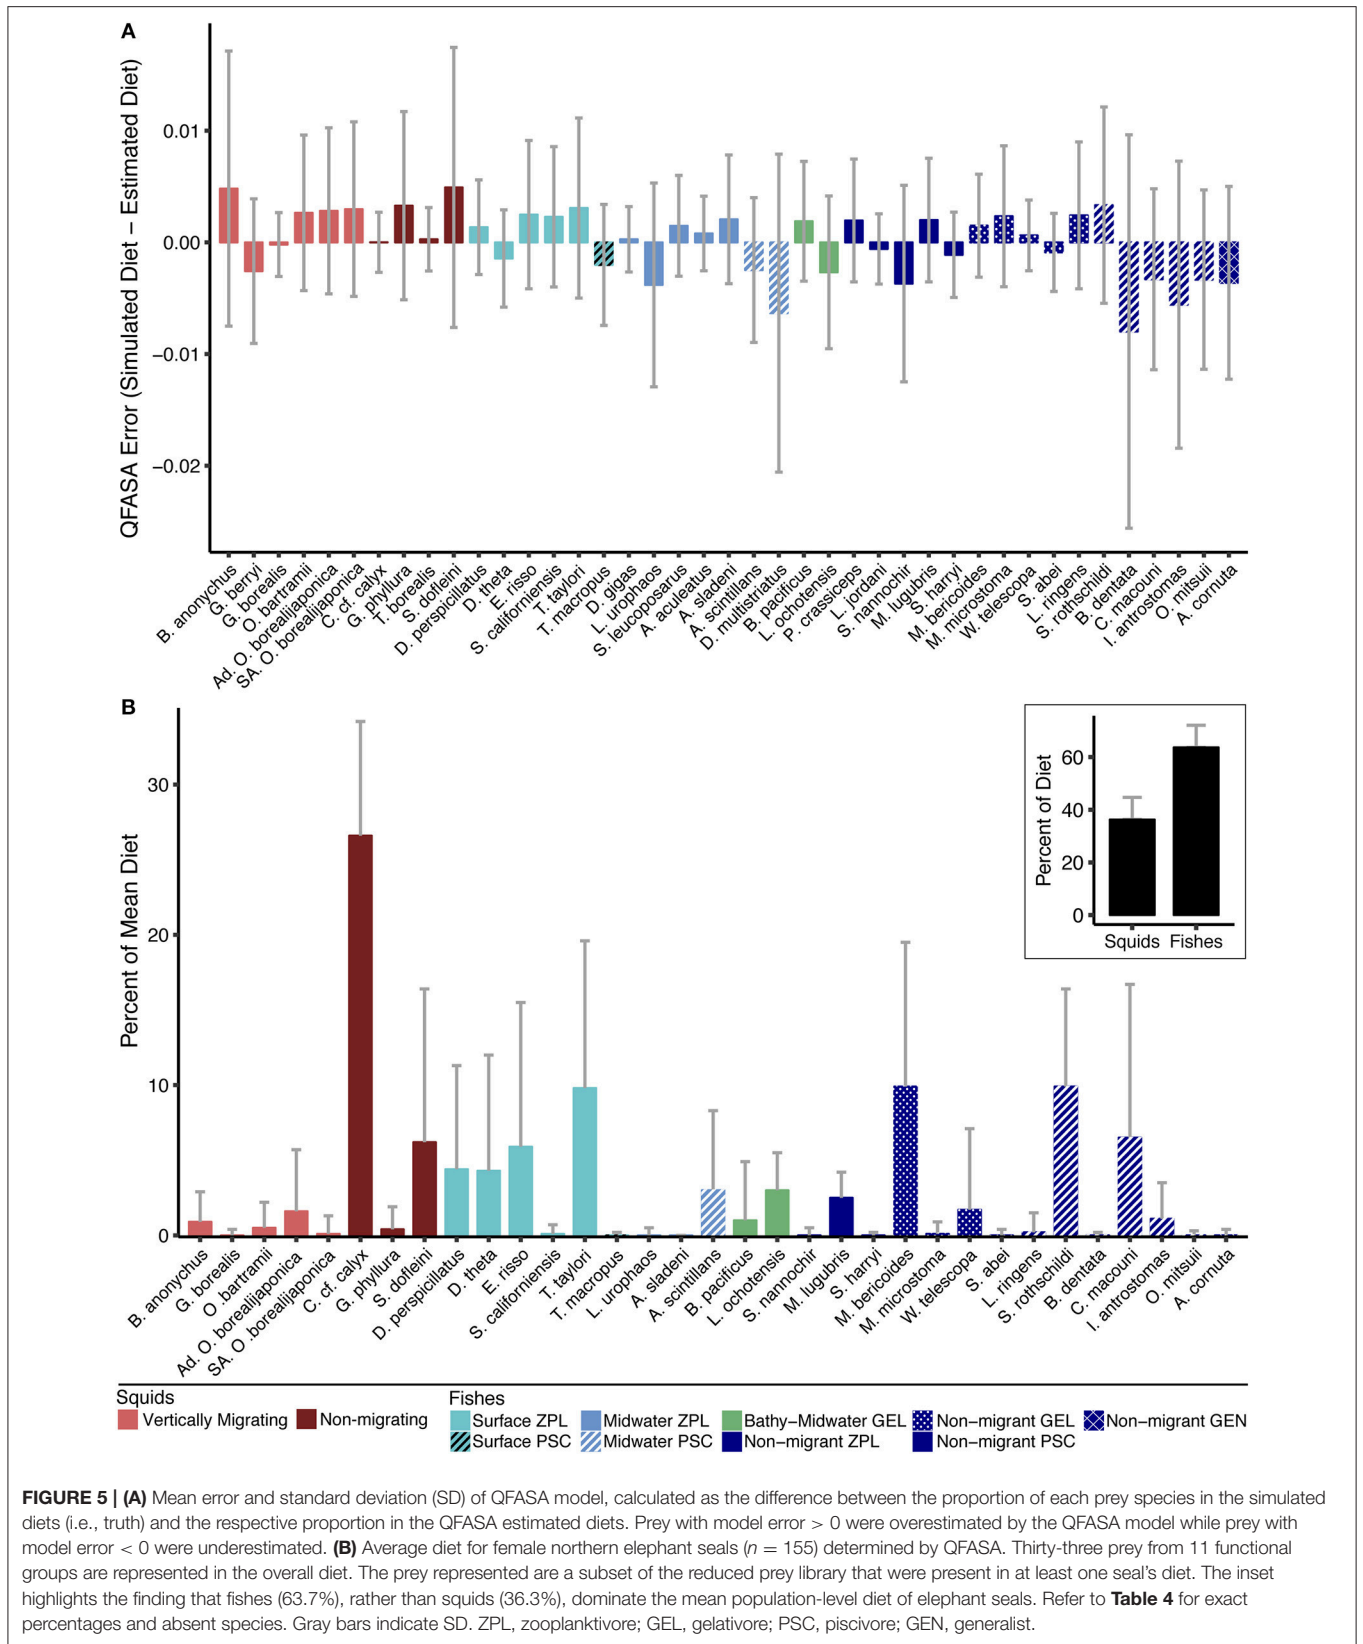 A
QFASA Error (Simulated Diet − Estimated Diet)
0.01
0.00
−0.01
−0.02
B. anonychus
G. berryi
G. borealis
O. bartramii
Ad. O. borealijaponica
SA. O. borealijaponica
C. cf. calyx
G. phyllura
T. borealis
S. dofleini
D. perspicillatus
D. theta
E. risso
S. californiensis
T. taylori
T. macropus
D. gigas
L. urophaos
S. leucopsarus
A. aculeatus
A. sladeni
A. scintillans
D. multistriatus
B. pacificus
L. ochotensis
P. crassiceps
L. jordani
S. nannochir
M. lugubris
S. harryi
M. bericoides
M. microstoma
W. telescopa
S. abei
L. ringens
S. rothschildi
B. dentata
C. macouni
I. antrostomas
O. mitsuii
A. cornuta
B
Percent of Mean Diet
30
20
10
0
Percent of Diet
60
40
20
0
Squids Fishes
B. anonychus
G. borealis
O. bartramii
Ad. O. borealijaponica
SA. O .borealijaponica
C. cf. calyx
G. phyllura
S. dofleini
D. perspicillatus
D. theta
E. risso
S. californiensis
T. taylori
T. macropus
L. urophaos
A. sladeni
A. scintillans
B. pacificus
L. ochotensis
S. nannochir
M. lugubris
S. harryi
M. bericoides
M. microstoma
W. telescopa
S. abei
L. ringens
S. rothschildi
B. dentata
C. macouni
I. antrostomas
O. mitsuii
A. cornuta
Squids
Vertically Migrating Non-migrating
Fishes
Surface ZPL Midwater ZPL Bathy-Midwater GEL Non-migrant GEL Non-migrant GEN
Surface PSC Midwater PSC Non-migrant ZPL Non-migrant PSC
FIGURE 5 | (A) Mean error and standard deviation (SD) of QFASA model, calculated as the difference between the proportion of each prey species in the simulated
diets (i.e., truth) and the respective proportion in the QFASA estimated diets. Prey with model error > 0 were overestimated by the QFASA model while prey with
model error < 0 were underestimated. (B) Average diet for female northern elephant seals (n = 155) determined by QFASA. Thirty-three prey from 11 functional
groups are represented in the overall diet. The prey represented are a subset of the reduced prey library that were present in at least one seal's diet. The inset
highlights the finding that fishes (63.7%), rather than squids (36.3%), dominate the mean population-level diet of elephant seals. Refer to Table 4 for exact
percentages and absent species. Gray bars indicate SD. ZPL, zooplanktivore; GEL, gelativore; PSC, piscivore; GEN, generalist.